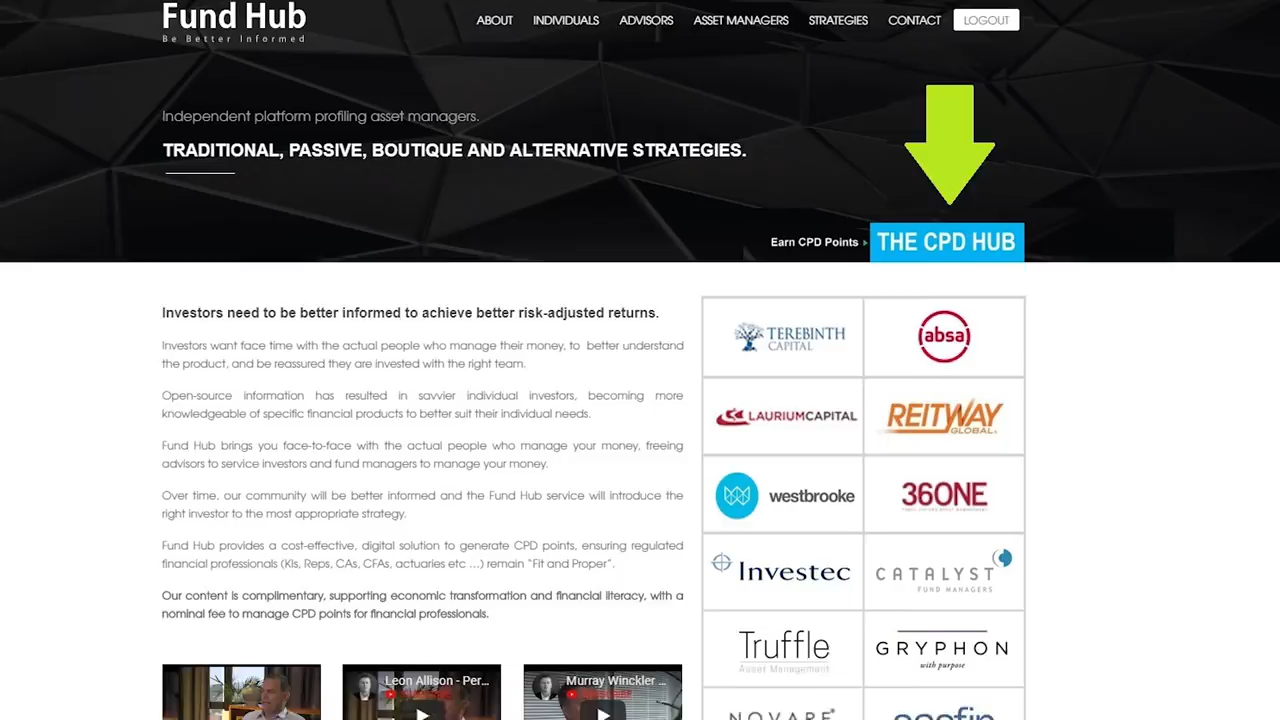 Fund Hub
Be Better Informed
ABOUT INDIVIDUALS ADVISORS ASSET MANAGERS STRATEGIES CONTACT LOGOUT
Independent platform profiling asset managers.
TRADITIONAL, PASSIVE, BOUTIQUE AND ALTERNATIVE STRATEGIES.
Earn CPD Points
THE CPD HUB
Investors need to be better informed to achieve better risk-adjusted returns.
Investors want face time with the actual people who manage their money, to better understand
the product, and be reassured they are invested with the right team.
Open-source information has resulted in savvier individual investors, becoming more
knowledgeable of specific financial products to better suit their individual needs.
Fund Hub brings you face-to-face with the actual people who manage your money, freeing
advisors to service investors and fund managers to manage your money.
Over time, our community will be better informed and the Fund Hub service will introduce the
right investor to the most appropriate strategy.
Fund Hub provides a cost-effective, digital solution to generate CPD points, ensuring regulated
financial professionals (KIs, Reps, CAs, CFAs, actuaries etc ...) remain “Fit and Proper”.
Our content is complimentary, supporting economic transformation and financial literacy, with a
nominal fee to manage CPD points for financial professionals.
Leon Allison - Per...
Murray Winckler ...
TEREBINTH
CAPITAL
absa
LAURIUMCAPITAL
REITWAY
GLOBAL
westbrooke
36ONE
Investec
CATALYST
FUND MANAGERS
Truffle
Asset Management
GRYPHON
with purpose
NOVARE